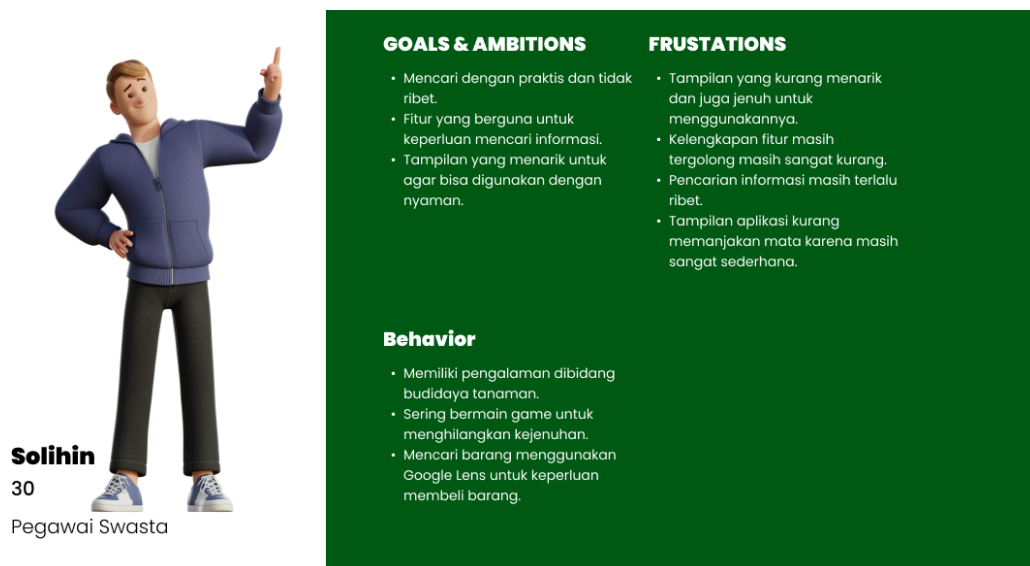 GOALS & AMBITIONS
• Mencari dengan praktis dan tidak
ribet.
• Fitur yang berguna untuk
keperluan mencari informasi.
• Tampilan yang menarik untuk
agar bisa digunakan dengan
nyaman.
FRUSTATIONS
• Tampilan yang kurang menarik
dan juga jenuh untuk
menggunakannya.
• Kelengkapan fitur masih
tergolong masih sangat kurang.
• Pencarian informasi masih terlalu
ribet.
• Tampilan aplikasi kurang
memanjakan mata karena masih
sangat sederhana.
Behavior
• Memiliki pengalaman dibidang
budidaya tanaman.
• Sering bermain game untuk
menghilangkan kejenuhan.
• Mencari barang menggunakan
Google Lens untuk keperluan
membeli barang.
Solihin
30
Pegawai Swasta